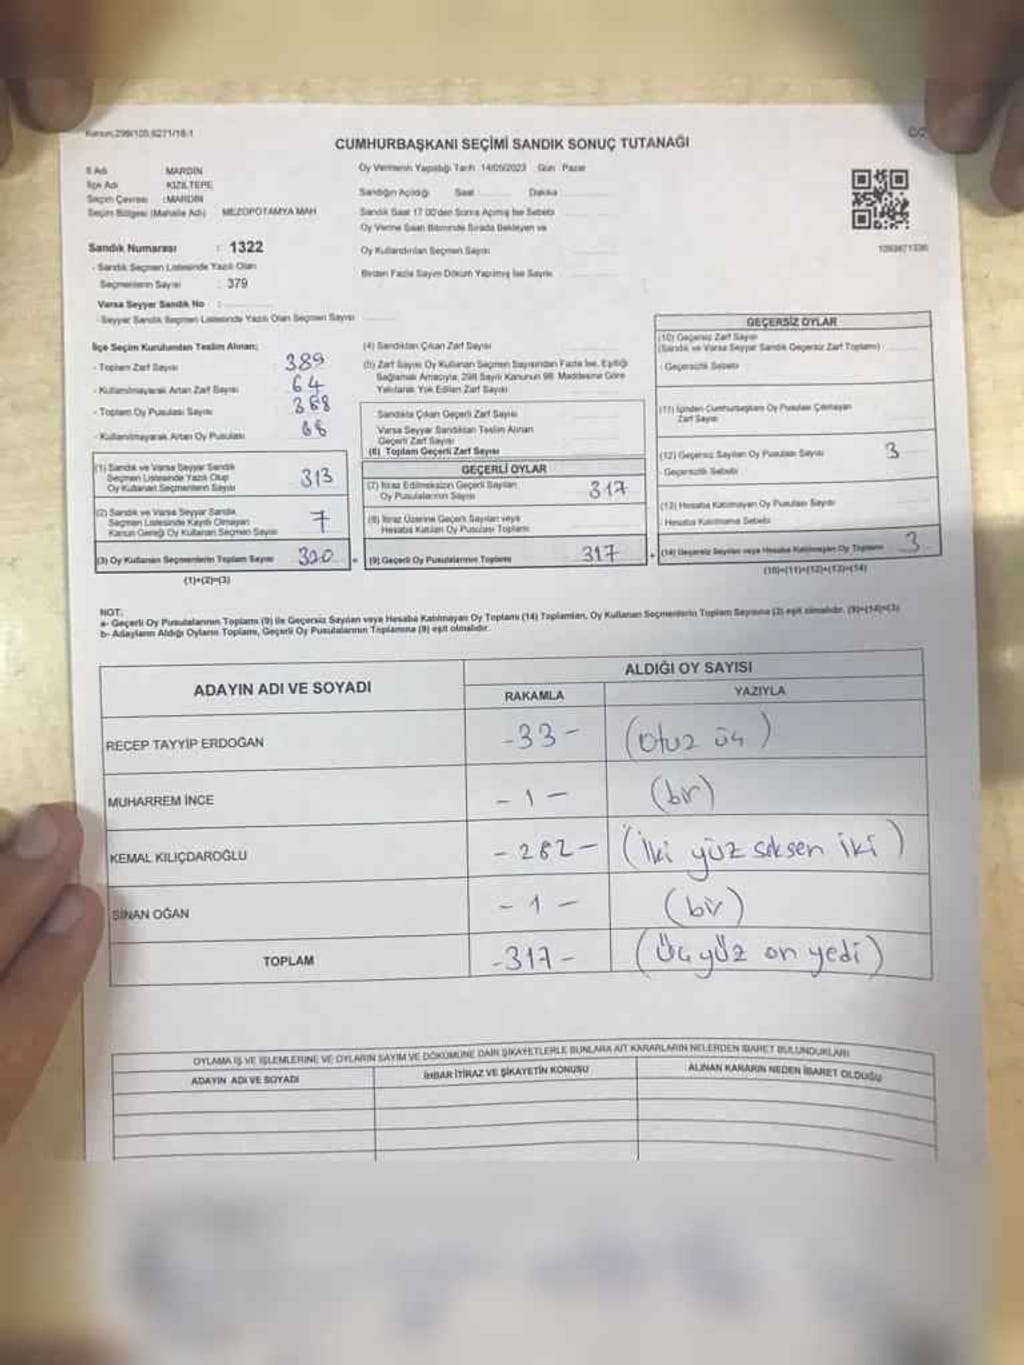 Kanun;298/105,6271/18-1
CUMHURBAŞKANI SEÇİMİ SANDIK SONUÇ TUTANAĞI
İl Adı MARDİN
İlçe Adı KIZILTEPE
Seçim Çevresi :MARDİN
Seçim Bölgesi (Mahalle Adı) MEZOPOTAMYA MAH
Sandık Numarası : 1322
- Sandık Seçmen Listesinde Yazılı Olan
Seçmenlerin Sayısı : 379
Varsa Seyyar Sandık No :
- Seyyar Sandık Seçmen Listesinde Yazılı Olan Seçmen Sayısı
Oy Vermenin Yapıldığı Tarih 14/05/2023 Gün : Pazar
Sandığın Açıldığı Saat Dakika
Sandık Saat 17.00'den Sonra Açılmış İse Sebebi
Oy Verme Saati Bitiminde Sırada Bekleyen ve
Oy Kullandırılan Seçmen Sayısı
Birden Fazla Sayım Döküm Yapılmış İse Sayısı
İlçe Seçim Kurulundan Teslim Alınan;
- Toplam Zarf Sayısı 389
- Kullanılmayarak Artan Zarf Sayısı 64
- Toplam Oy Pusulası Sayısı 388
- Kullanılmayarak Artan Oy Pusulası 68
(4) Sandıktan Çıkan Zarf Sayısı
(5) Zarf Sayısı Oy Kullanan Seçmen Sayısından Fazla İse, Eşitliği
Sağlamak Amacıyla; 298 Sayılı Kanunun 98. Maddesine Göre
Yakılarak Yok Edilen Zarf Sayısı
Sandıkta Çıkan Geçerli Zarf Sayısı
Varsa Seyyar Sandıktan Teslim Alınan
Geçerli Zarf Sayısı
(6) Toplam Geçerli Zarf Sayısı
GEÇERSİZ OYLAR
(10) Geçersiz Zarf Sayısı
(Sandık ve Varsa Seyyar Sandık Geçersiz Zarf Toplamı)
- Geçersizlik Sebebi
(11) İçinden Cumhurbaşkanı Oy Pusulası Çıkmayan
Zarf Sayısı
(12) Geçersiz Sayılan Oy Pusulası Sayısı 3
- Geçersizlik Sebebi
(13) Hesaba Katılmayan Oy Pusulası Sayısı
- Hesaba Katılmama Sebebi
(14) Geçersiz Sayılan veya Hesaba Katılmayan Oy Toplamı 3
(10)+(11)+(12)+(13)=(14)
(1) Sandık ve Varsa Seyyar Sandık
Seçmen Listesinde Yazılı Olup
Oy Kullanan Seçmenlerin Sayısı 313
(2) Sandık ve Varsa Seyyar Sandık
Seçmen Listesinde Kayıtlı Olmayan
Kanun Gereği Oy Kullanan Seçmen Sayısı 7
(3) Oy Kullanan Seçmenlerin Toplam Sayısı 320
(1)+(2)=(3)
GEÇERLİ OYLAR
(7) İtiraz Edilmeksizin Geçerli Sayılan
Oy Pusulalarının Sayısı 317
(8) İtiraz Üzerine Geçerli Sayılan veya
Hesaba Katılan Oy Pusulası Toplamı
(9) Geçerli Oy Pusulalarının Toplamı 317
NOT;
a- Geçerli Oy Pusulalarının Toplamı (9) ile Geçersiz Sayılan veya Hesaba Katılmayan Oy Toplamı (14) Toplamları, Oy Kullanan Seçmenlerin Toplam Sayısına (3) eşit olmalıdır. (9)+(14)=(3)
b- Adayların Aldığı Oyların Toplamı, Geçerli Oy Pusulalarının Toplamına (9) eşit olmalıdır.
ADAYIN ADI VE SOYADI ALDIĞI OY SAYISI
RAKAMLA YAZIYLA
RECEP TAYYİP ERDOĞAN -33- (otuz üç)
MUHARREM İNCE -1- (bir)
KEMAL KILIÇDAROĞLU -282- (İki yüz seksen iki)
SİNAN OĞAN -1- (bir)
TOPLAM -317- (Üç yüz on yedi)
OYLAMA İŞ VE İŞLEMLERİNE VE OYLARIN SAYIM VE DÖKÜMÜNE DAİR ŞİKAYETLERLE BUNLARA AİT KARARLARIN NELERDEN İBARET BULUNDUKLARI
ADAYIN ADI VE SOYADI İHBAR İTİRAZ VE ŞİKAYETİN KONUSU ALINAN KARARIN NEDEN İBARET OLDUĞU